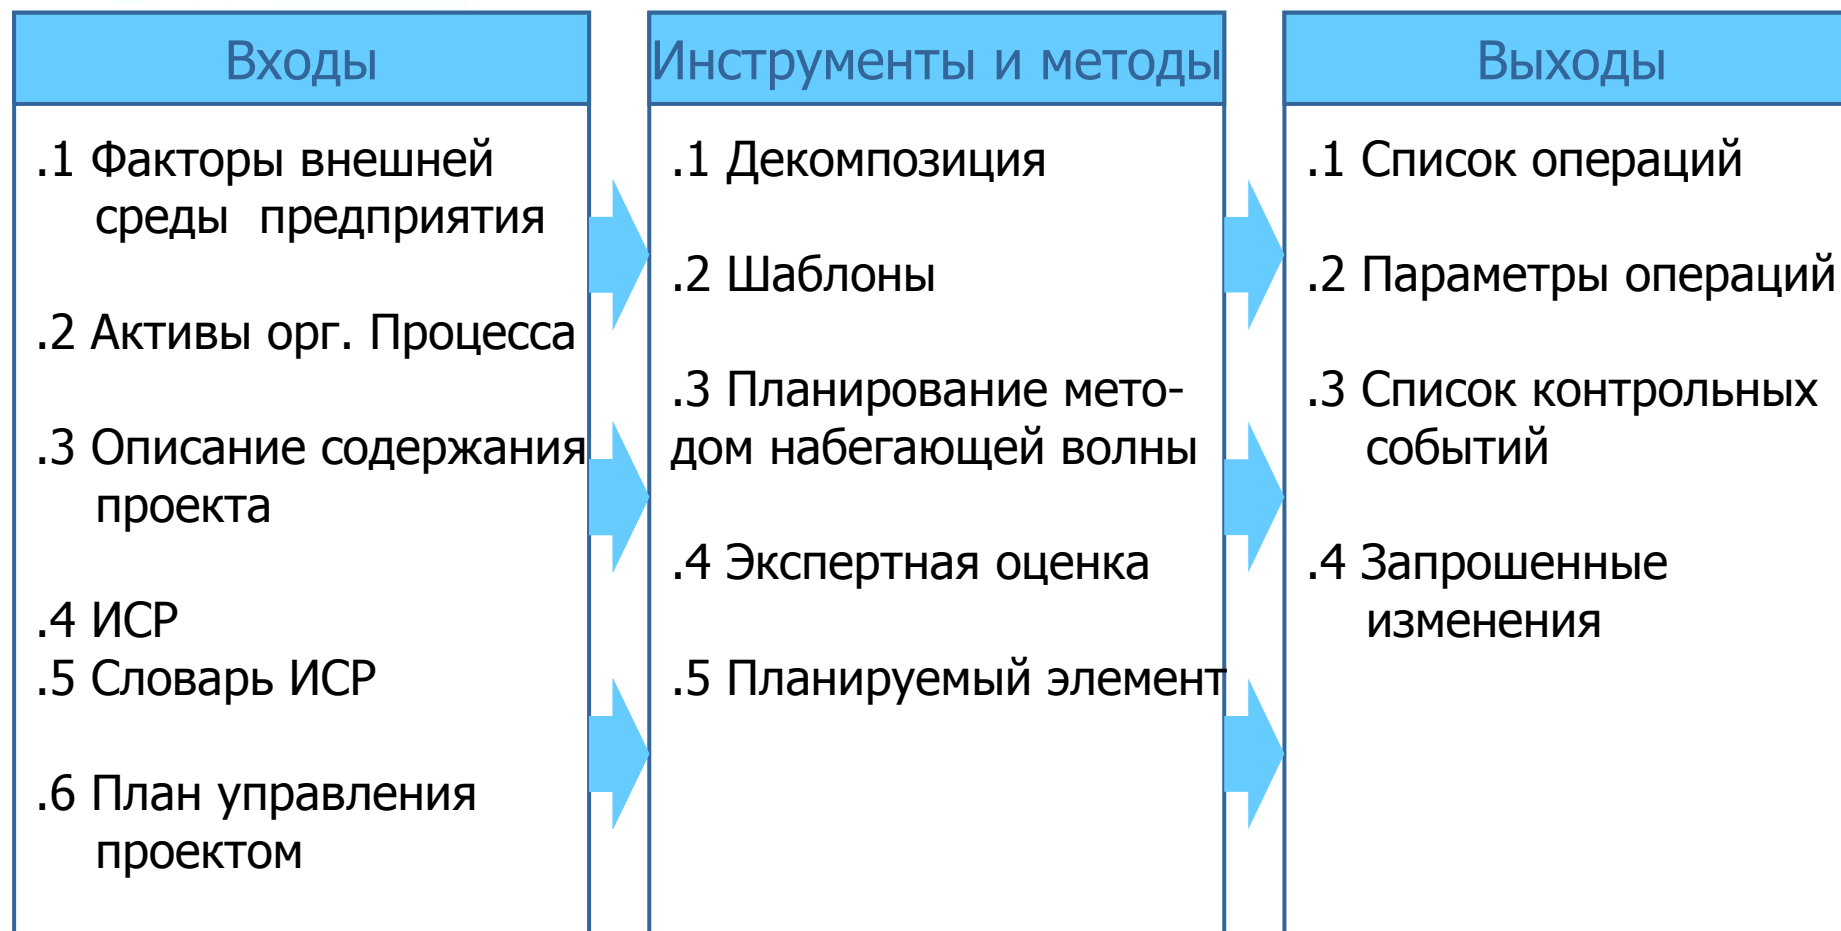 Входы
.1 Факторы внешней
среды предприятия
.2 Активы орг. Процесса
.3 Описание содержания
проекта
.4 ИСР
.5 Словарь ИСР
.6 План управления
проектом
Инструменты и методы
.1 Декомпозиция
.2 Шаблоны
.3 Планирование мето-
дом набегающей волны
.4 Экспертная оценка
.5 Планируемый элемент
Выходы
.1 Список операций
.2 Параметры операций
.3 Список контрольных
событий
.4 Запрошенные
изменения